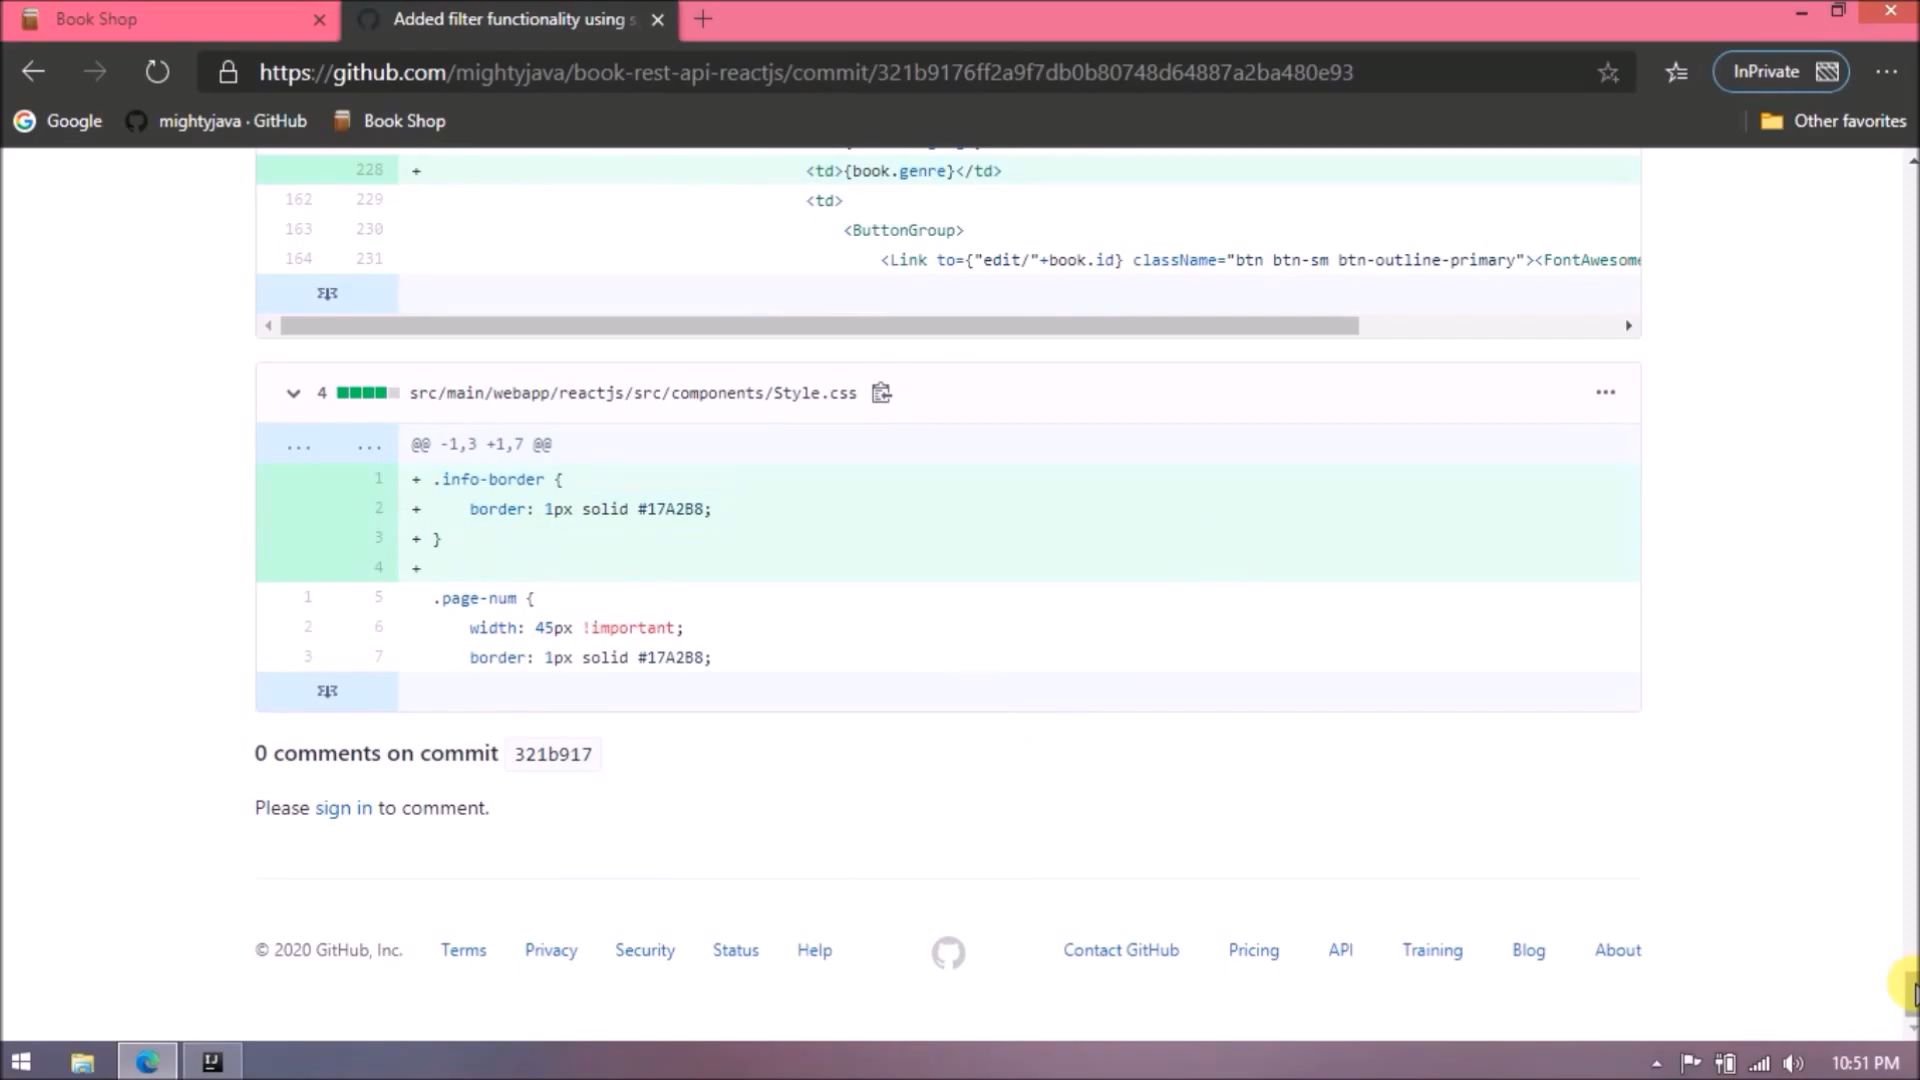 Book Shop
Added filter functionality using s
https://github.com/mightyjava/book-rest-api-reactjs/commit/321b9176ff2a9f7db0b80748d64887a2ba480e93
InPrivate
Google
mightyjava · GitHub
Book Shop
Other favorites
228 + <td>{book.genre}</td>
162 229 <td>
163 230 <ButtonGroup>
164 231 <Link to={"edit/"+book.id} className="btn btn-sm btn-outline-primary"><FontAwesome
4 src/main/webapp/reactjs/src/components/Style.css
... ... @@ -1,3 +1,7 @@
1 + .info-border {
2 + border: 1px solid #17A2B8;
3 + }
4 +
1 5 .page-num {
2 6 width: 45px !important;
3 7 border: 1px solid #17A2B8;
0 comments on commit 321b917
Please sign in to comment.
© 2020 GitHub, Inc. Terms Privacy Security Status Help Contact GitHub Pricing API Training Blog About
10:51 PM